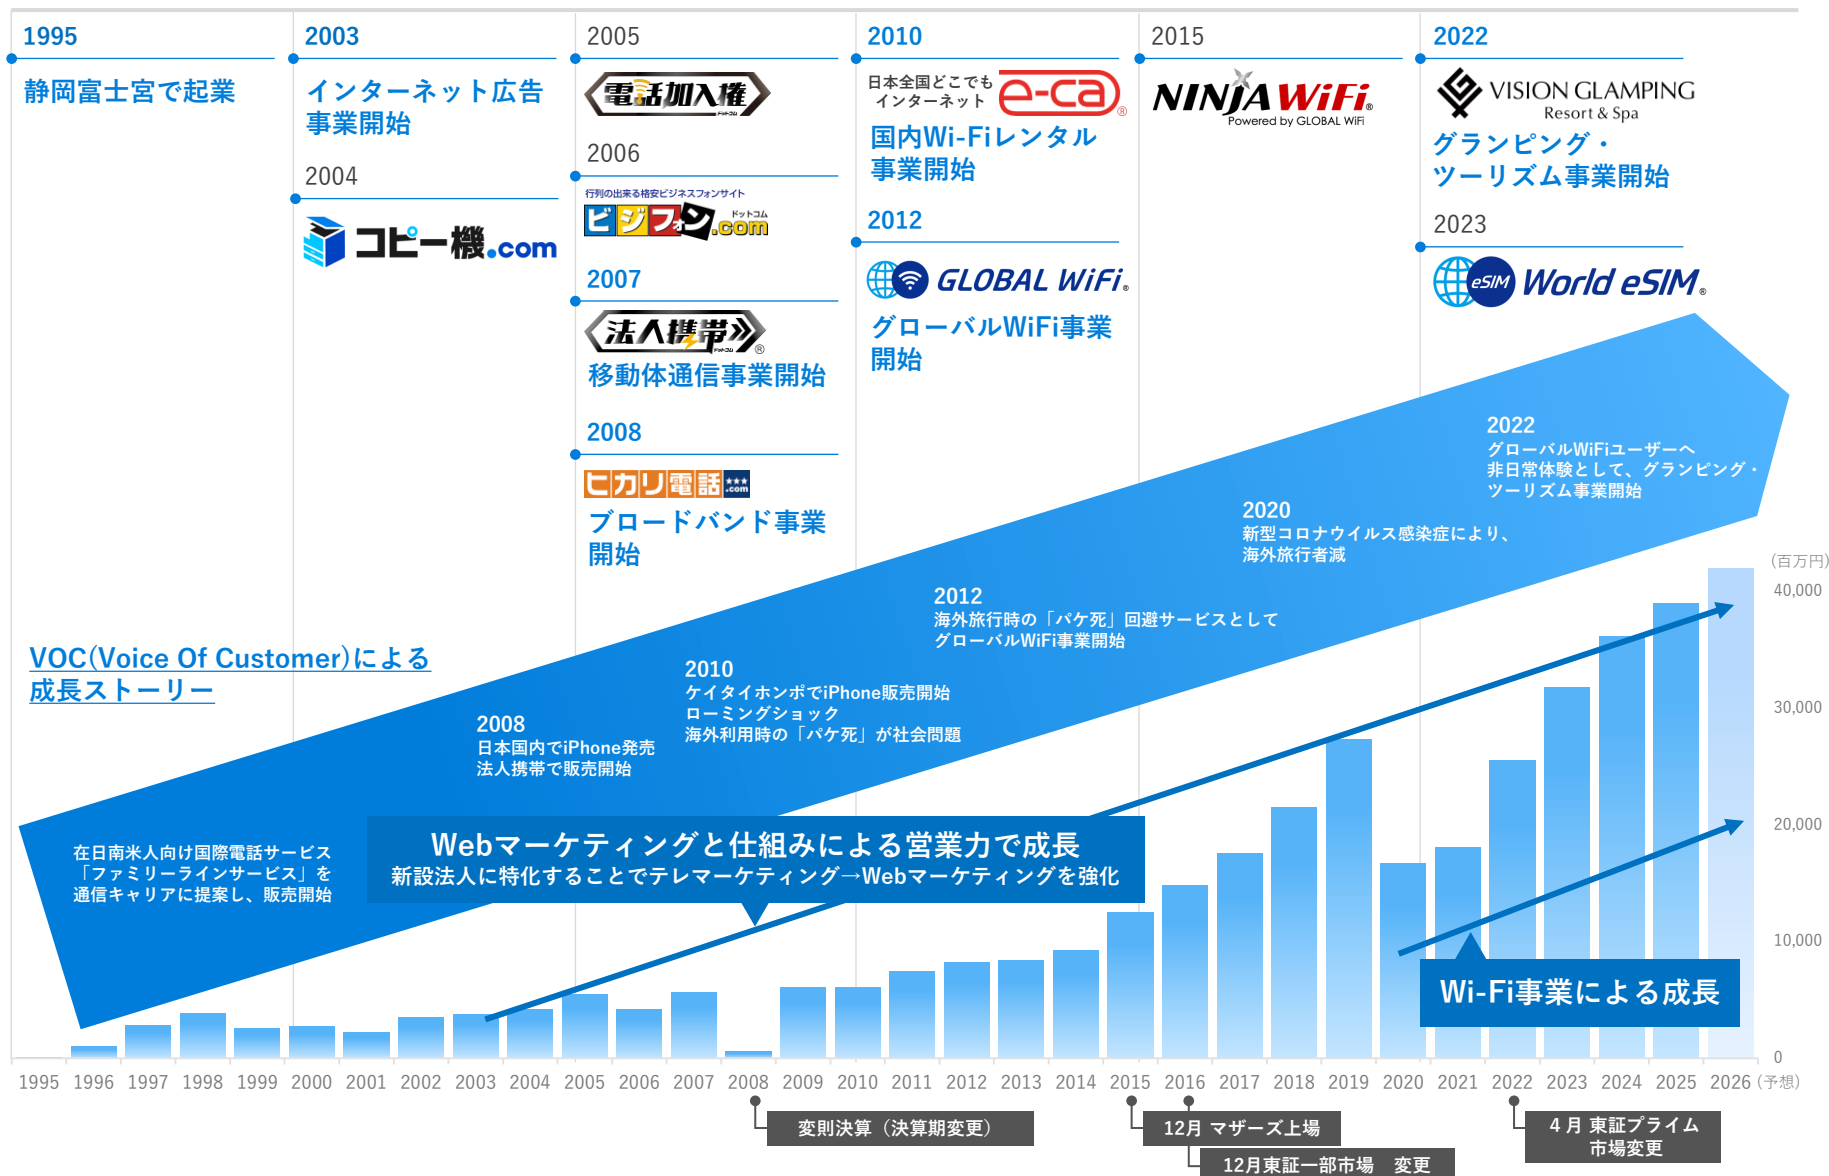 1995
静岡富士宮で起業
2003
インターネット広告
事業開始
2004
コピー機.com
2005
電話加入権
ドットコム
2006
行列の出来る格安ビジネスフォンサイト
ビジフォン.com
ドットコム
2007
法人携帯
ドットコム
®
移動体通信事業開始
2008
ヒカリ電話.com
ブロードバンド事業
開始
2010
日本全国どこでも
インターネット
e-ca®
国内Wi-Fiレンタル
事業開始
2012
GLOBAL WiFi®
グローバルWiFi事業
開始
2015
NINJA WiFi®
Powered by GLOBAL WiFi
2022
VISION GLAMPING
Resort & Spa
グランピング・
ツーリズム事業開始
2023
eSIM World eSIM®
VOC(Voice Of Customer)による
成長ストーリー
在日南米人向け国際電話サービス
「ファミリーラインサービス」を
通信キャリアに提案し、販売開始
2008
日本国内でiPhone発売
法人携帯で販売開始
2010
ケイタイホンポでiPhone販売開始
ローミングショック
海外利用時の「パケ死」が社会問題
2012
海外旅行時の「パケ死」回避サービスとして
グローバルWiFi事業開始
2020
新型コロナウイルス感染症により、
海外旅行者減
2022
グローバルWiFiユーザーへ
非日常体験として、グランピング・
ツーリズム事業開始
Webマーケティングと仕組みによる営業力で成長
新設法人に特化することでテレマーケティング→Webマーケティングを強化
Wi-Fi事業による成長
(百万円)
40,000
30,000
20,000
10,000
0
1995 1996 1997 1998 1999 2000 2001 2002 2003 2004 2005 2006 2007 2008 2009 2010 2011 2012 2013 2014 2015 2016 2017 2018 2019 2020 2021 2022 2023 2024 2025 2026 (予想)
変則決算（決算期変更）
12月 マザーズ上場
12月東証一部市場　変更
4月 東証プライム
市場変更